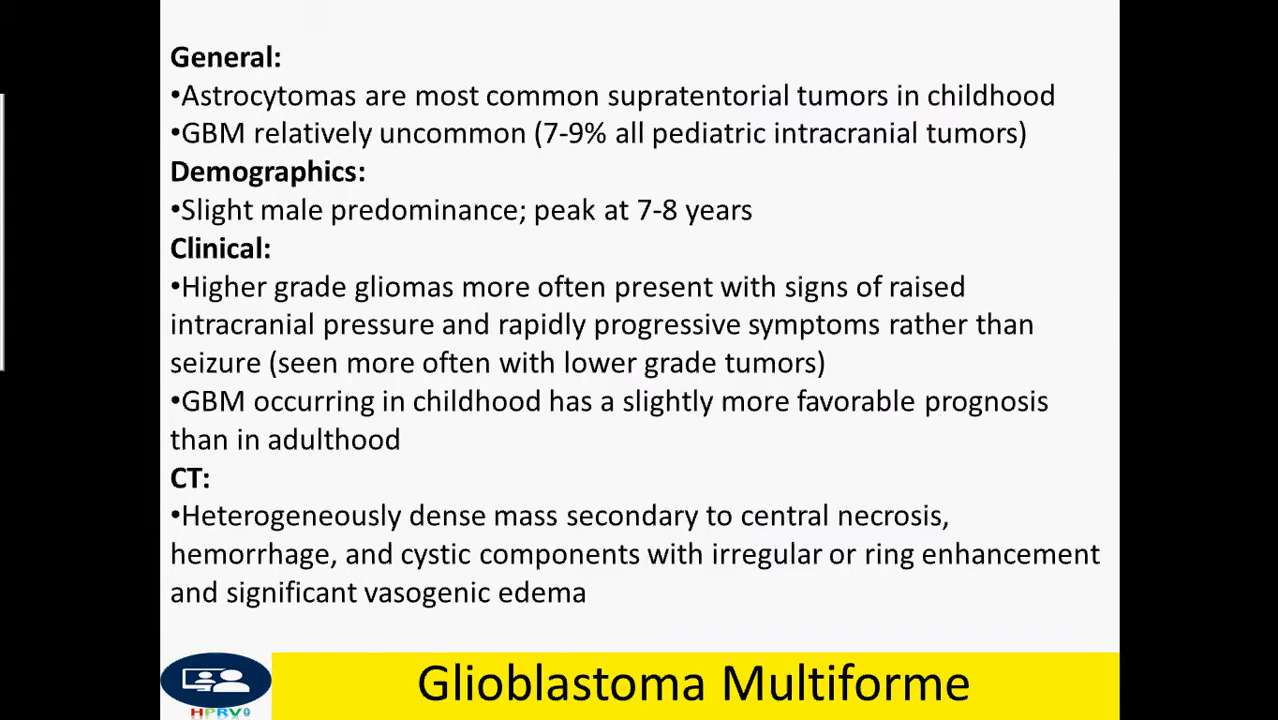 General:
•Astrocytomas are most common supratentorial tumors in childhood
•GBM relatively uncommon (7-9% all pediatric intracranial tumors)
Demographics:
•Slight male predominance; peak at 7-8 years
Clinical:
•Higher grade gliomas more often present with signs of raised
intracranial pressure and rapidly progressive symptoms rather than
seizure (seen more often with lower grade tumors)
•GBM occurring in childhood has a slightly more favorable prognosis
than in adulthood
CT:
•Heterogeneously dense mass secondary to central necrosis,
hemorrhage, and cystic components with irregular or ring enhancement
and significant vasogenic edema
Glioblastoma Multiforme
HPRV